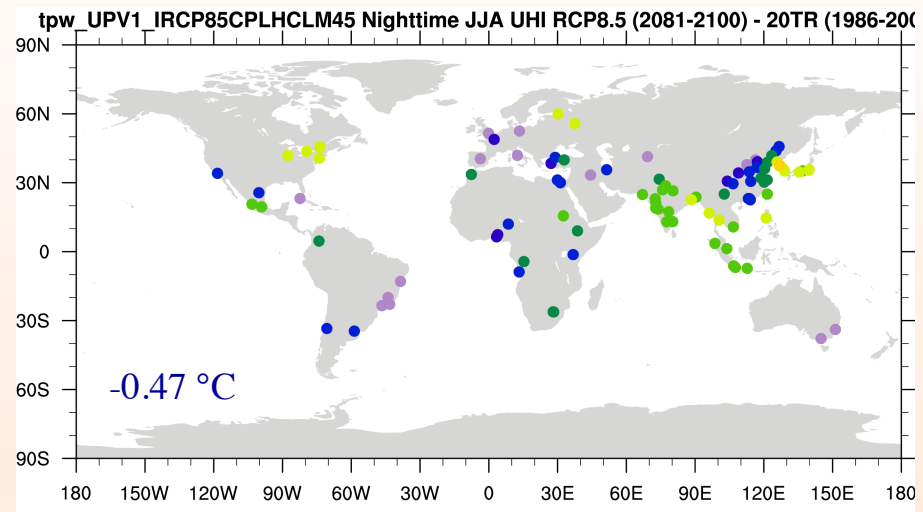 tpw_UPV1_IRCP85CPLHCLM45 Nighttime JJA UHI RCP8.5 (2081-2100) - 20TR (1986-200
90N
60N
30N
0
30S
60S
90S
-0.47 °C
180 150W 120W 90W 60W 30W 0 30E 60E 90E 120E 150E 180